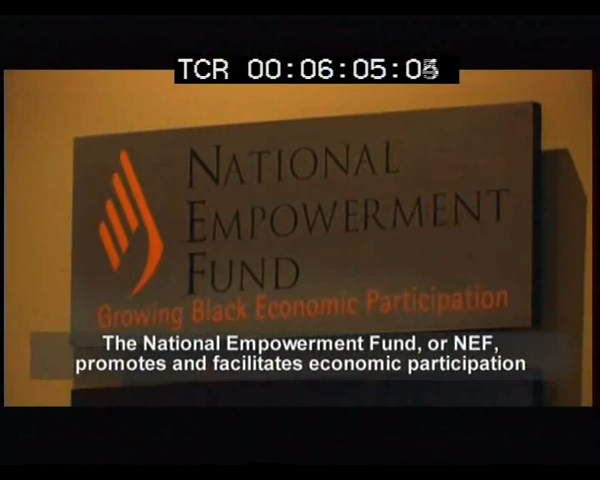 TCR 00:06:05:05
NATIONAL
EMPOWERMENT
FUND
Growing Black Economic Participation
The National Empowerment Fund, or NEF,
promotes and facilitates economic participation